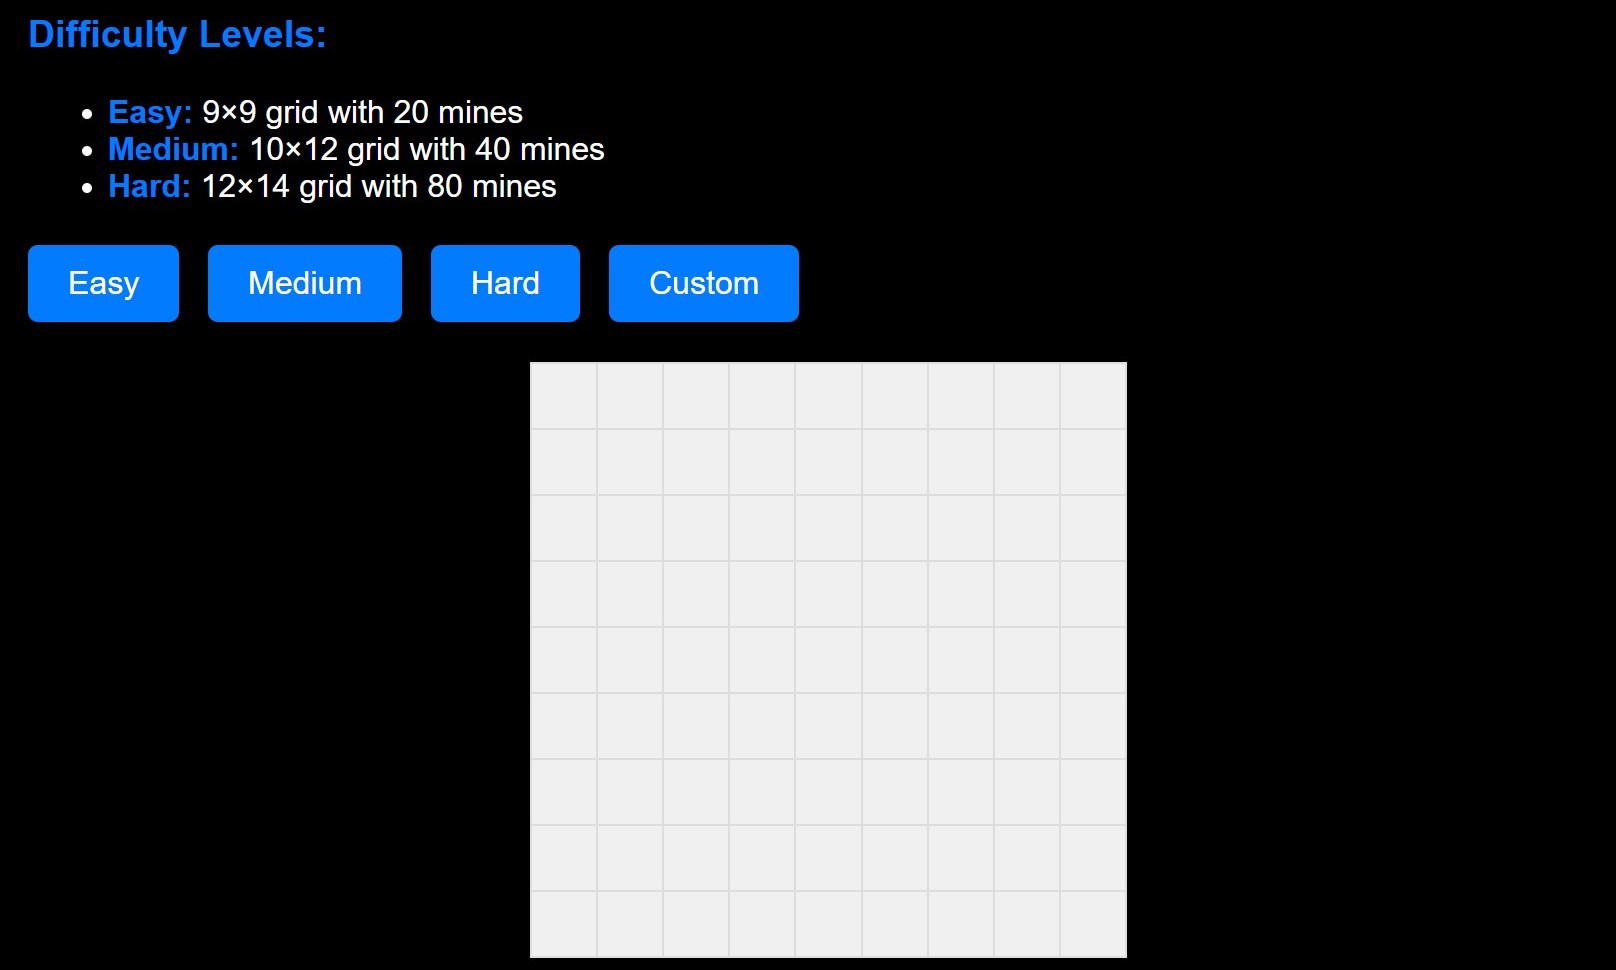 Difficulty Levels:
Easy: 9×9 grid with 20 mines
Medium: 10×12 grid with 40 mines
Hard: 12×14 grid with 80 mines
Easy Medium Hard Custom